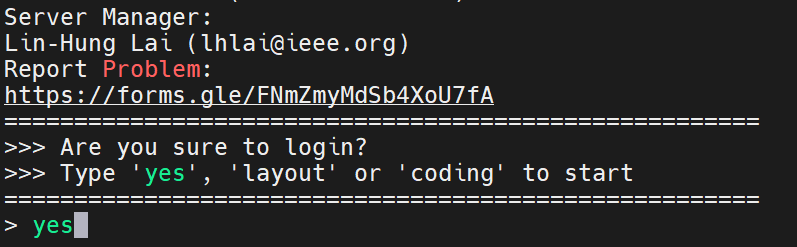 Server Manager:
Lin-Hung Lai (lhlai@ieee.org)
Report Problem:
https://forms.gle/FNmZmyMdSb4XoU7fA
======================================================
>>> Are you sure to login?
>>> Type 'yes', 'layout' or 'coding' to start
======================================================
> yes